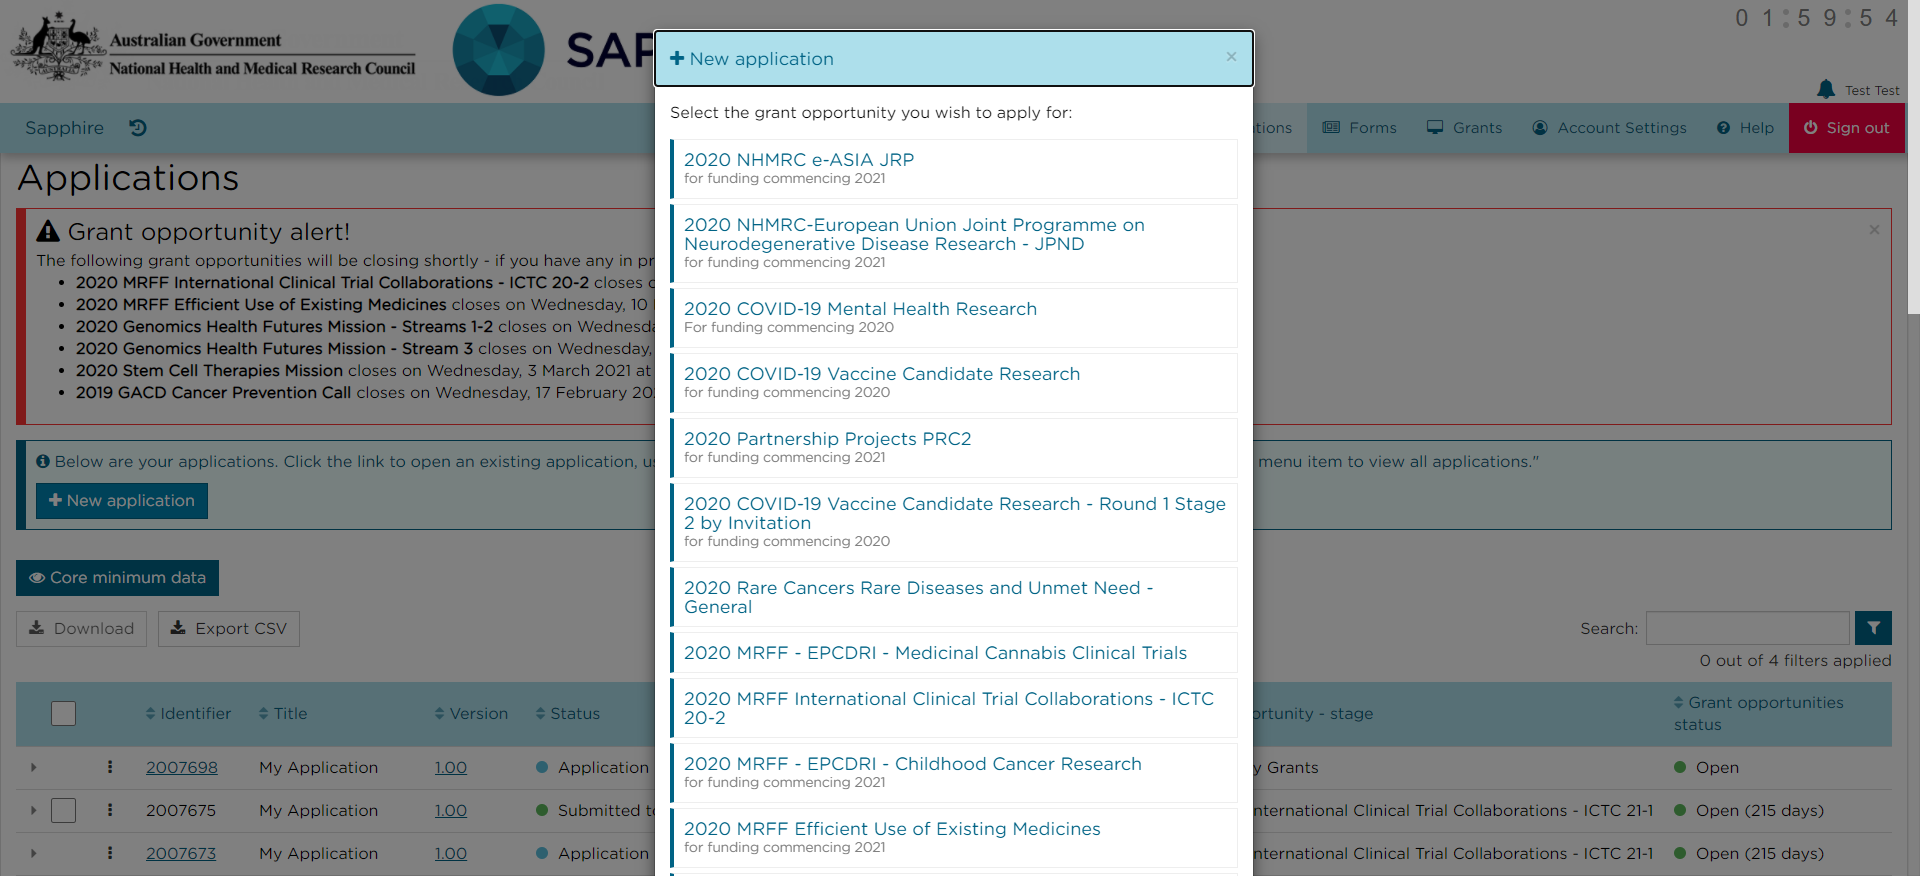 Australian Government
National Health and Medical Research Council
SAP
01:59:54
Test Test
Sapphire
Forms
Grants
Account Settings
Help
Sign out
Applications
Grant opportunity alert!
The following grant opportunities will be closing shortly - if you have any in
2020 MRFF International Clinical Trial Collaborations - ICTC 20-2 closes
2020 MRFF Efficient Use of Existing Medicines closes on Wednesday, 10
2020 Genomics Health Futures Mission - Streams 1-2 closes on
2020 Genomics Health Futures Mission - Stream 3 closes on Wednesday,
2020 Stem Cell Therapies Mission closes on Wednesday, 3 March 2021 at
2019 GACD Cancer Prevention Call closes on Wednesday, 17 February
Below are your applications. Click the link to open an existing application,
menu item to view all applications."
New application
Core minimum data
Download
Export CSV
Search:
0 out of 4 filters applied
Identifier
Title
Version
Status
- stage
Grant opportunities
status
2007698 My Application 1.00 Application
Grants
Open
2007675 My Application 1.00 Submitted
Clinical Trial Collaborations - ICTC 21-1
Open (215 days)
2007673 My Application 1.00 Application
Clinical Trial Collaborations - ICTC 21-1
Open (215 days)
New application
×
Select the grant opportunity you wish to apply for:
2020 NHMRC e-ASIA JRP
for funding commencing 2021
2020 NHMRC-European Union Joint Programme on
Neurodegenerative Disease Research - JPND
for funding commencing 2021
2020 COVID-19 Mental Health Research
For funding commencing 2020
2020 COVID-19 Vaccine Candidate Research
for funding commencing 2020
2020 Partnership Projects PRC2
for funding commencing 2021
2020 COVID-19 Vaccine Candidate Research - Round 1 Stage
2 by Invitation
for funding commencing 2020
2020 Rare Cancers Rare Diseases and Unmet Need -
General
2020 MRFF - EPCDRI - Medicinal Cannabis Clinical Trials
2020 MRFF International Clinical Trial Collaborations - ICTC
20-2
2020 MRFF - EPCDRI - Childhood Cancer Research
for funding commencing 2021
2020 MRFF Efficient Use of Existing Medicines
for funding commencing 2021